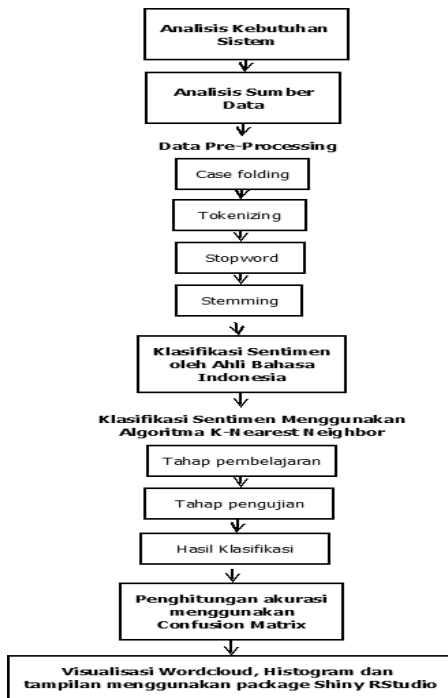 Analisis Kebutuhan
Sistem
Analisis Sumber
Data
Data Pre-Processing
Case folding
Tokenizing
Stopword
Stemming
Klasifikasi Sentimen
oleh Ahli Bahasa
Indonesia
Klasifikasi Sentimen Menggunakan
Algoritma K-Nearest Neighbor
Tahap pembelajaran
Tahap pengujian
Hasil Klasifikasi
Penghitungan akurasi
menggunakan
Confusion Matrix
Visualisasi Wordcloud, Histogram dan
tampilan menggunakan package Shiny RStudio